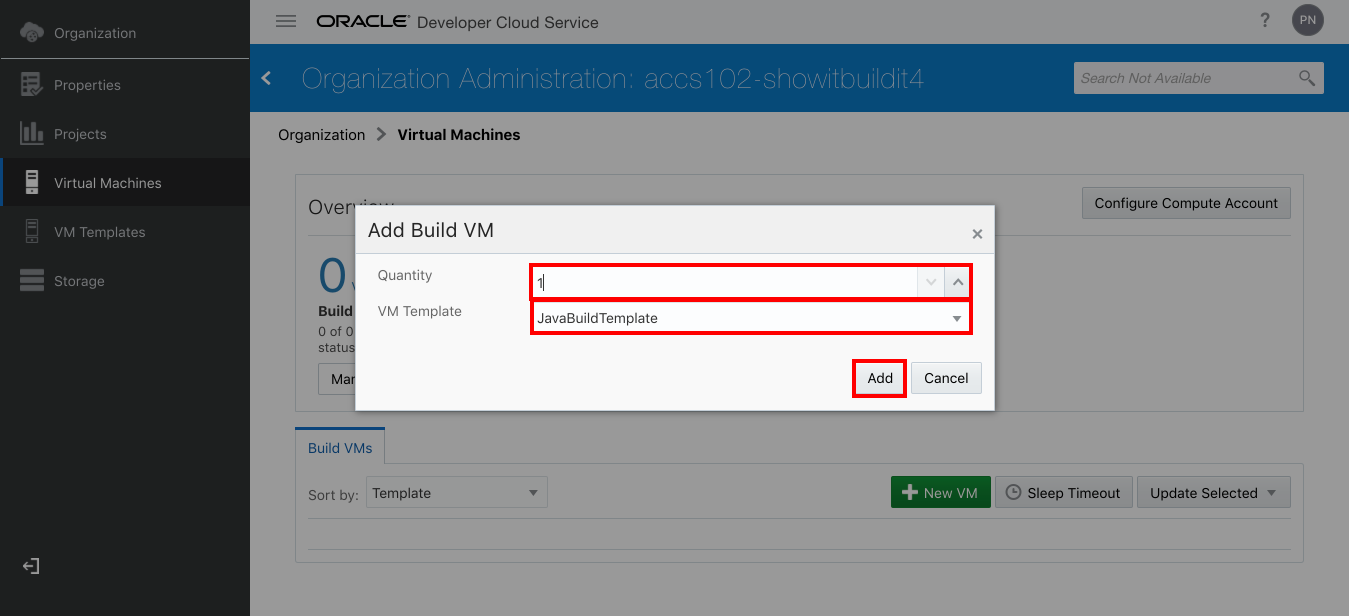 Organization
Properties
Projects
Virtual Machines
VM Templates
Storage
ORACLE Developer Cloud Service
? PN
Organization Administration: accs102-showitbuildit4
Search Not Available
Organization > Virtual Machines
Configure Compute Account
0
Build
0 of 0
status
Add Build VM
×
Quantity
1
VM Template
JavaBuildTemplate
Add Cancel
Build VMs
Sort by: Template
New VM Sleep Timeout Update Selected